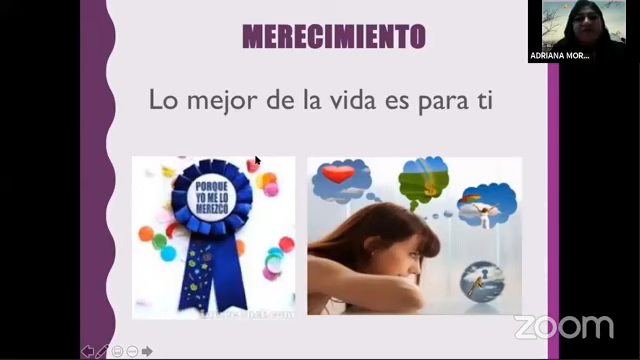 MERECIMIENTO
Lo mejor de la vida es para ti
PORQUE
YO ME LO
MEREZCO
ADRIANA MOR...
zoom